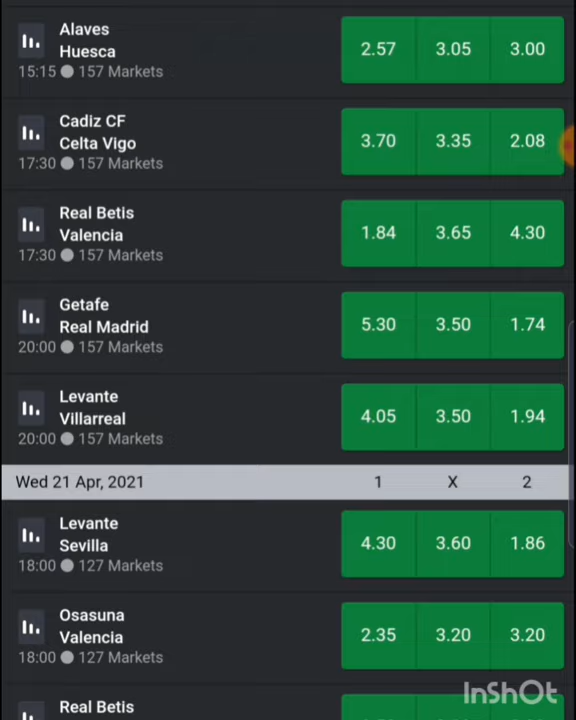 Alaves
Huesca
15:15 157 Markets
2.57 3.05 3.00
Cadiz CF
Celta Vigo
17:30 157 Markets
3.70 3.35 2.08
Real Betis
Valencia
17:30 157 Markets
1.84 3.65 4.30
Getafe
Real Madrid
20:00 157 Markets
5.30 3.50 1.74
Levante
Villarreal
20:00 157 Markets
4.05 3.50 1.94
Wed 21 Apr, 2021 1 X 2
Levante
Sevilla
18:00 127 Markets
4.30 3.60 1.86
Osasuna
Valencia
18:00 127 Markets
2.35 3.20 3.20
Real Betis
InShOt